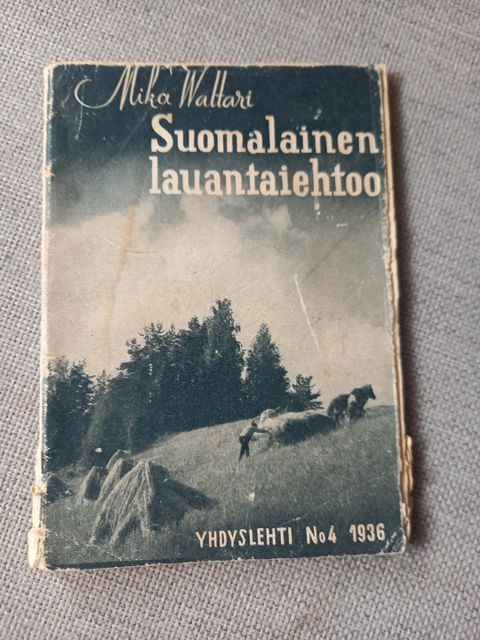 Mika Waltari
Suomalainen
lauantaiehtoo
YHDYSLEHTI No4 1936